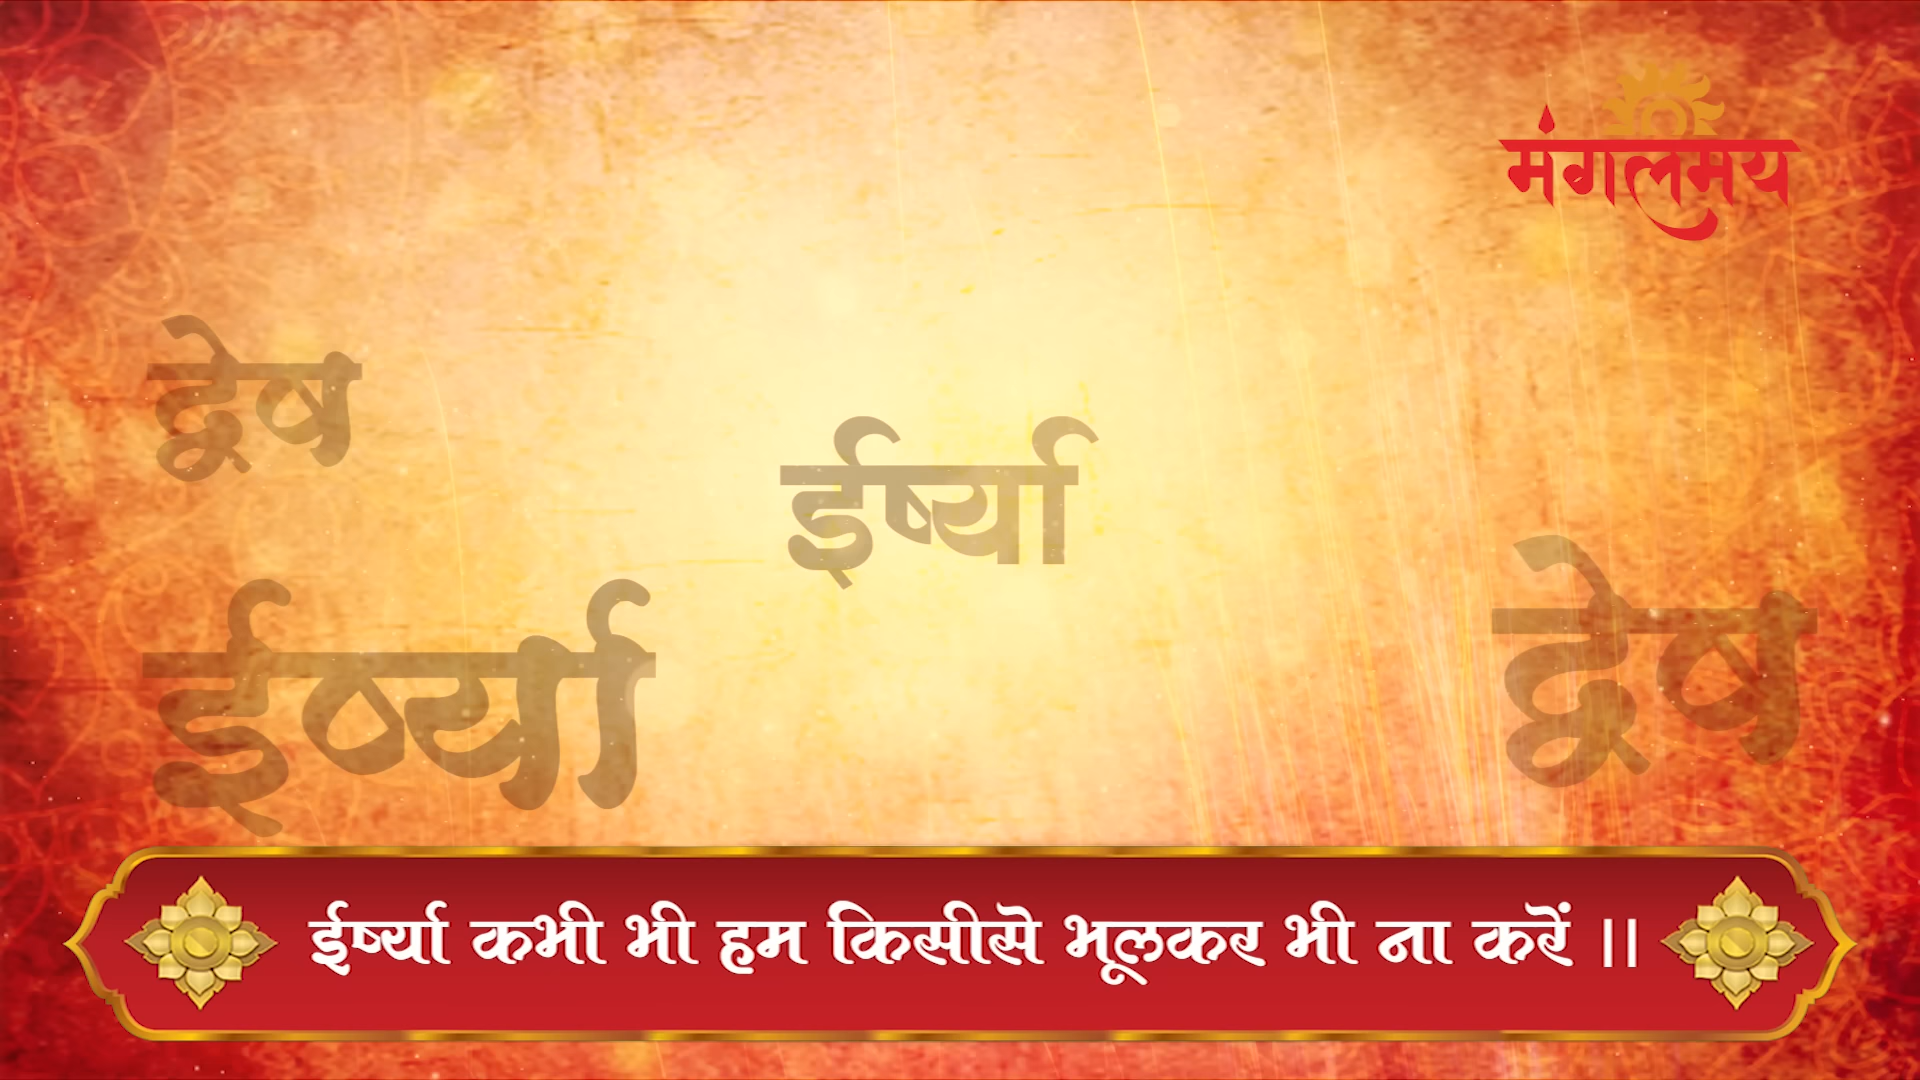 मंगलमय
द्वेष
ईर्ष्या
ईर्ष्या
द्वेष
ईर्ष्या कभी भी हम किसीसे भूलकर भी ना करें ।।